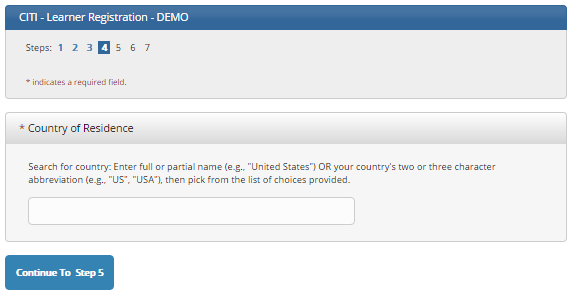 CITI - Learner Registration - DEMO
Steps: 1 2 3 4 5 6 7
* indicates a required field.
* Country of Residence
Search for country: Enter full or partial name (e.g., "United States") OR your country's two or three character
abbreviation (e.g., "US", "USA"), then pick from the list of choices provided.
Continue To Step 5